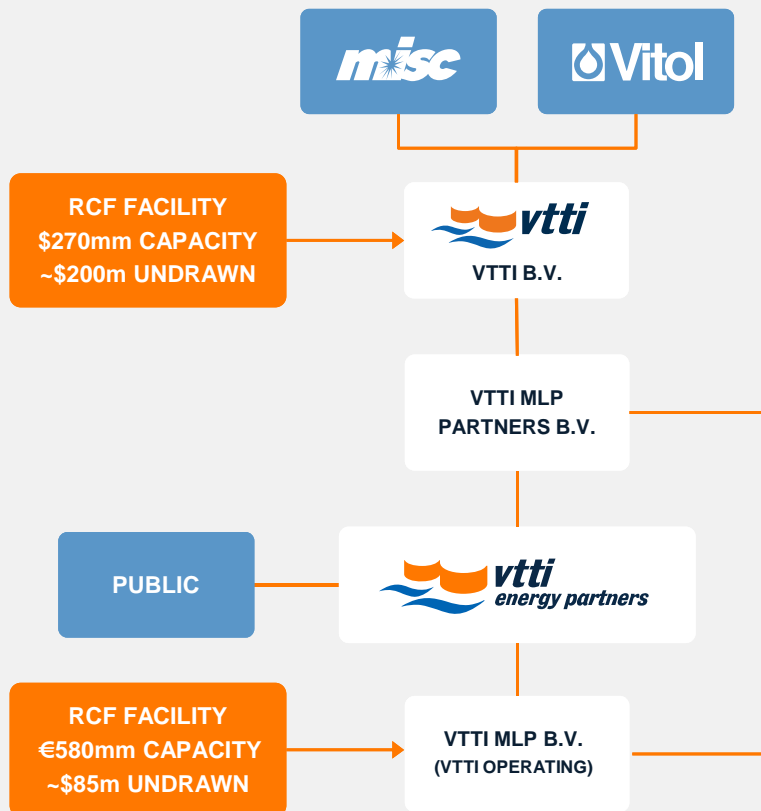 misc
Vitol
RCF FACILITY
$270mm CAPACITY
~$200m UNDRAWN
vtti
VTTI B.V.
VTTI MLP
PARTNERS B.V.
PUBLIC
vtti
energy partners
RCF FACILITY
€580mm CAPACITY
~$85m UNDRAWN
VTTI MLP B.V.
(VTTI OPERATING)